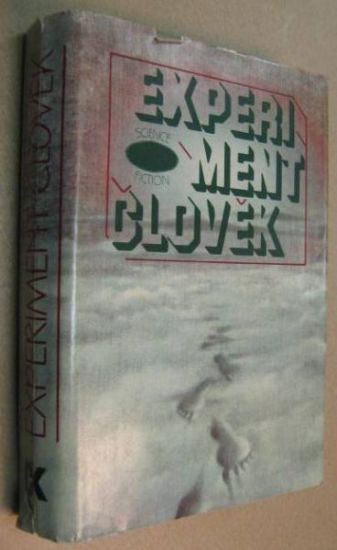 EXPERI
MENT
ČLOVĚK
SCIENCE
FICTION
EXPERIMENT ČLOVĚK